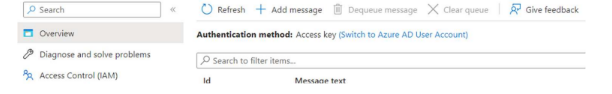 Search «
Overview
Diagnose and solve problems
Access Control (IAM)
Refresh + Add message Dequeue message Clear queue Give feedback
Authentication method: Access key (Switch to Azure AD User Account)
Search to filter items...
Id Message text